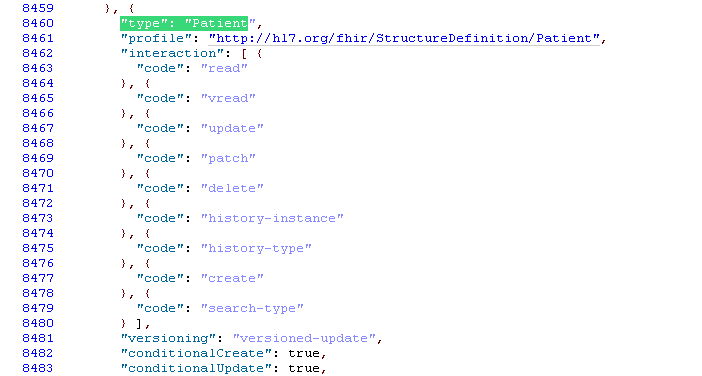 8459 }, {
8460 "type": "Patient",
8461 "profile": "http://hl7.org/fhir/StructureDefinition/Patient",
8462 "interaction": [ {
8463 "code": "read"
8464 }, {
8465 "code": "vread"
8466 }, {
8467 "code": "update"
8468 }, {
8469 "code": "patch"
8470 }, {
8471 "code": "delete"
8472 }, {
8473 "code": "history-instance"
8474 }, {
8475 "code": "history-type"
8476 }, {
8477 "code": "create"
8478 }, {
8479 "code": "search-type"
8480 } ],
8481 "versioning": "versioned-update",
8482 "conditionalCreate": true,
8483 "conditionalUpdate": true,